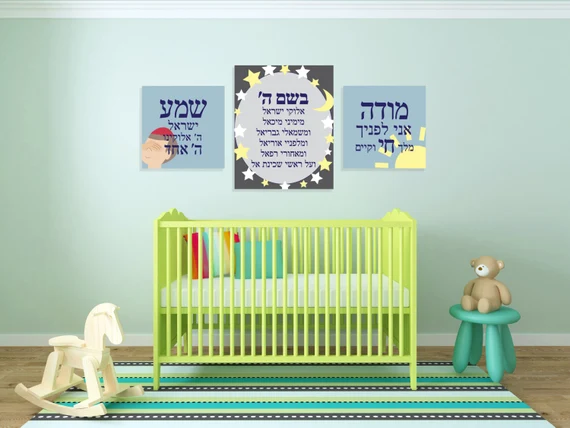 שמע
ישראל
ה' אלוקינו
ה' אחד
בשם ה'
אלוקי ישראל
מימיני מיכאל
ומשמאלי גבריאל
ומלפניי אוריאל
ומאחורי רפאל
ועל ראשי שכינת אל
מודה
אני לפניך
מלך חי וקיים